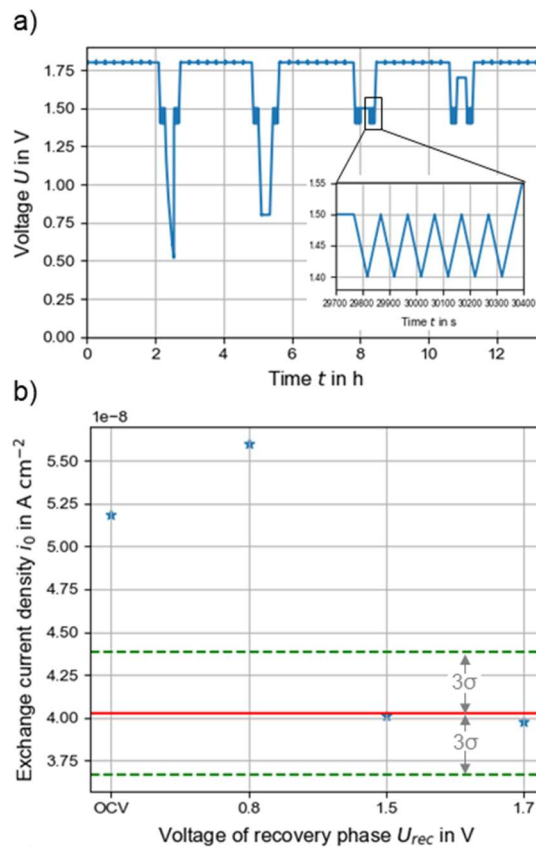 a)
Voltage U in V
1.75
1.50
1.25
1.00
0.75
0.50
0.25
0.00
0 2 4 6 8 10 12
Time t in h
1.55
1.50
1.45
1.40
29700 29800 29900 30000 30100 30200 30300 30400
Time t in s
b)
1e−8
Exchange current density i₀ in A cm⁻²
5.50
5.25
5.00
4.75
4.50
4.25
4.00
3.75
3σ
3σ
OCV 0.8 1.5 1.7
Voltage of recovery phase Urec in V